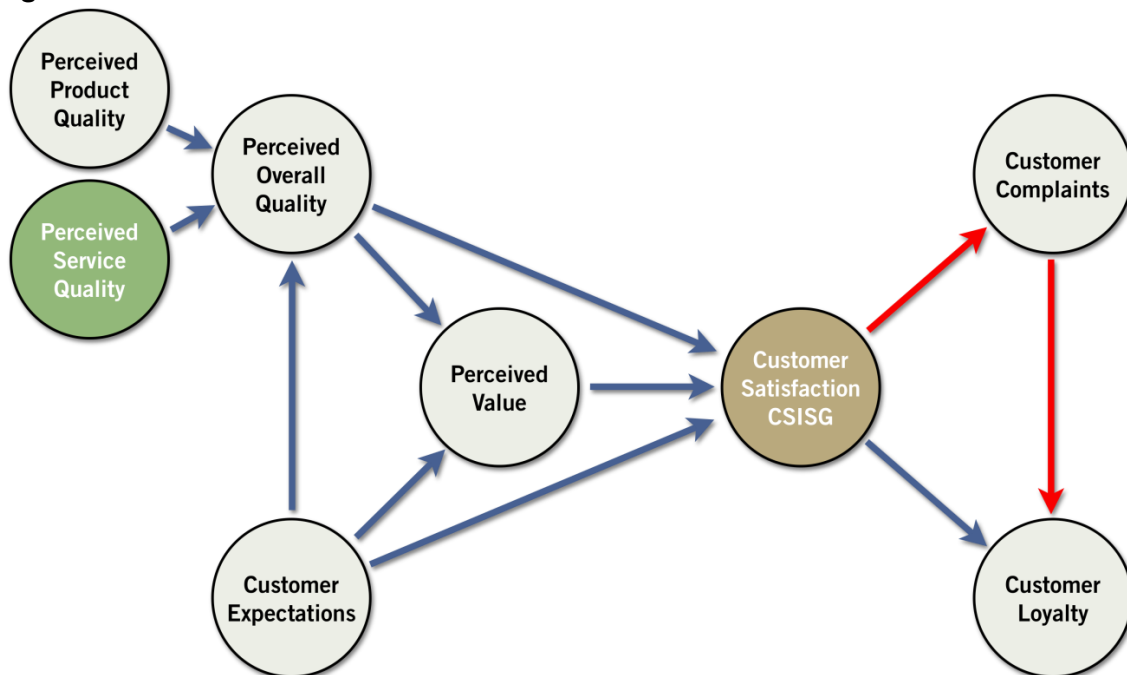 Perceived
Product
Quality
Perceived
Service
Quality
Perceived
Overall
Quality
Perceived
Value
Customer
Expectations
Customer
Satisfaction
CSISG
Customer
Complaints
Customer
Loyalty